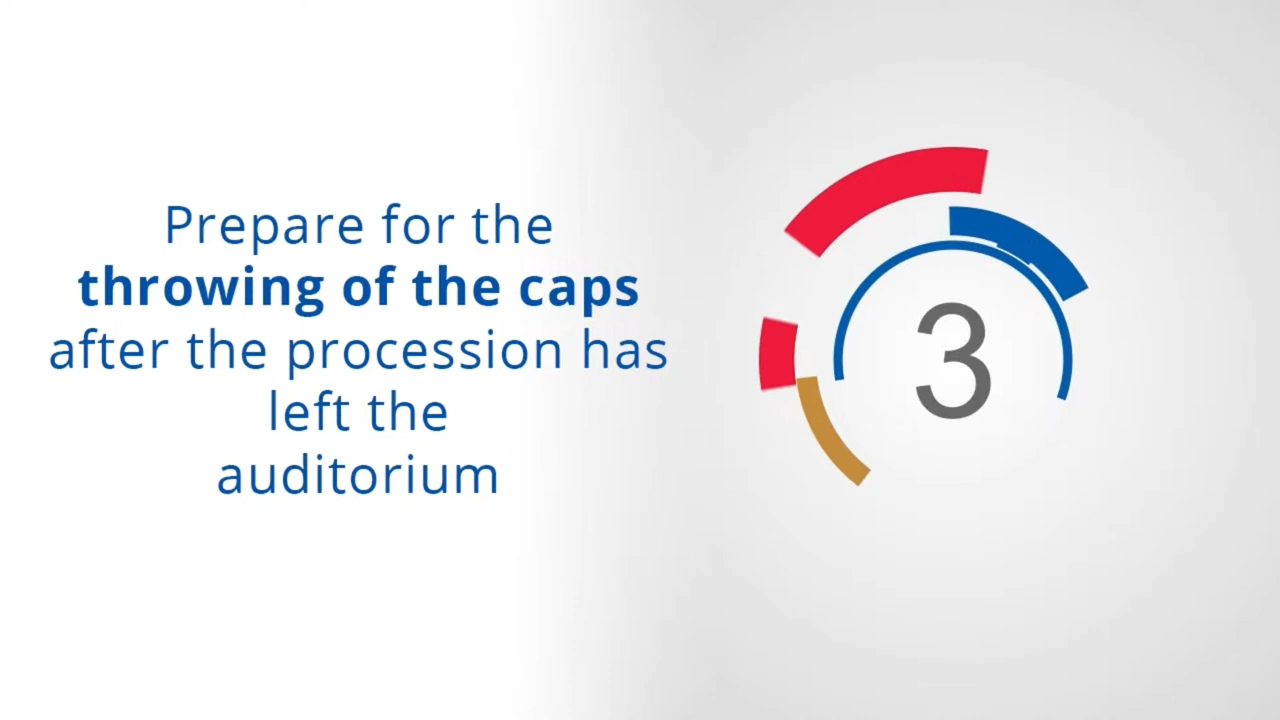 Prepare for the
throwing of the caps
after the procession has
left the
auditorium
3